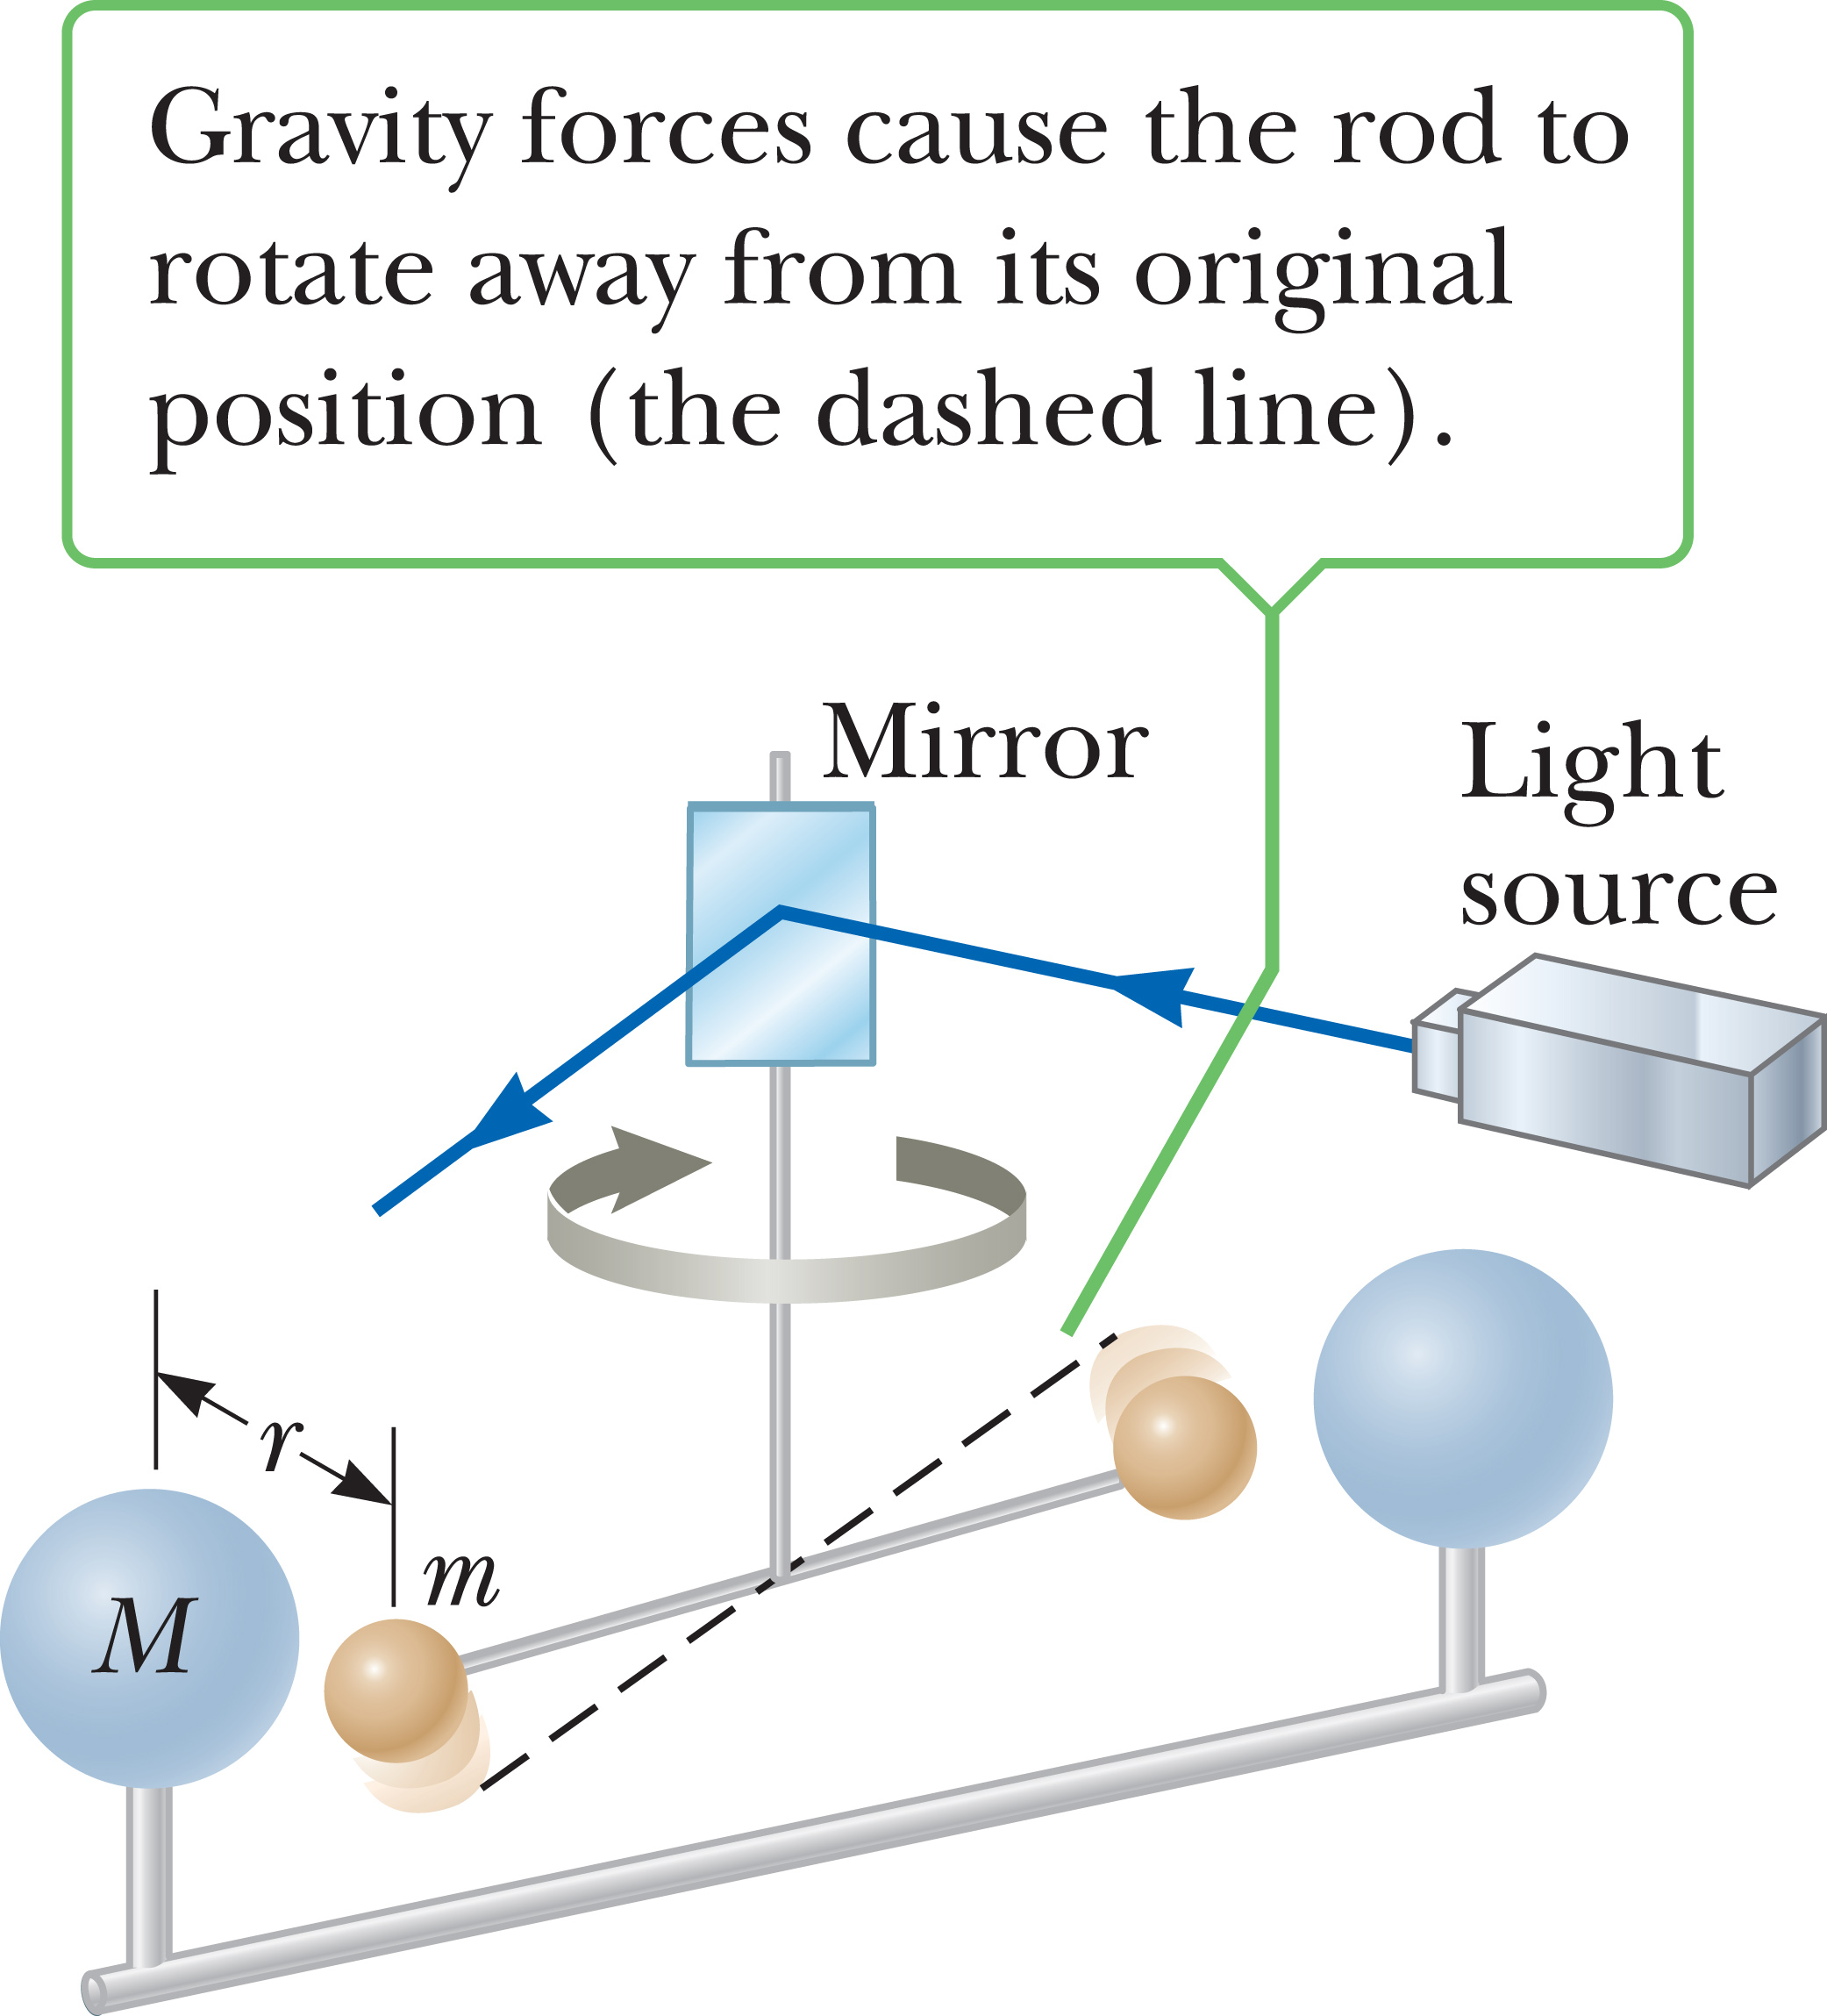 Gravity forces cause the rod to
rotate away from its original
position (the dashed line).
Mirror
Light
source
r
m
M